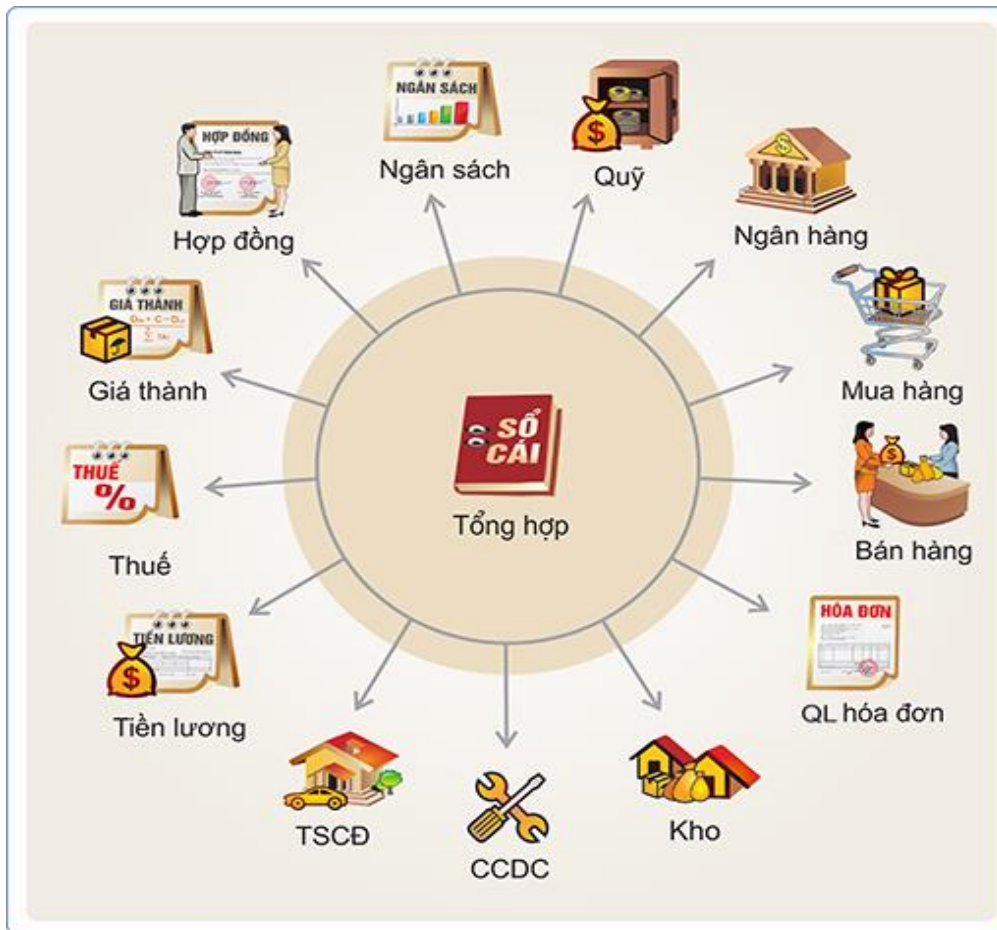 NGÂN SÁCH
Ngân sách
Quỹ
Ngân hàng
Mua hàng
Bán hàng
HÓA ĐƠN
QL hóa đơn
Kho
CCDC
TSCĐ
TIỀN LƯƠNG
Tiền lương
THUẾ
%
Thuế
GIÁ THÀNH
Giá thành
HỢP ĐỒNG
Hợp đồng
SỔ
CÁI
Tổng hợp